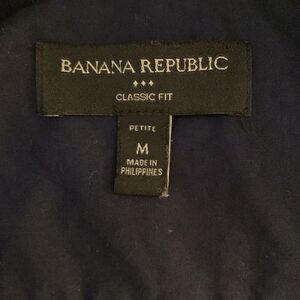 BANANA REPUBLIC
CLASSIC FIT
PETITE
M
MADE IN
PHILIPPINES